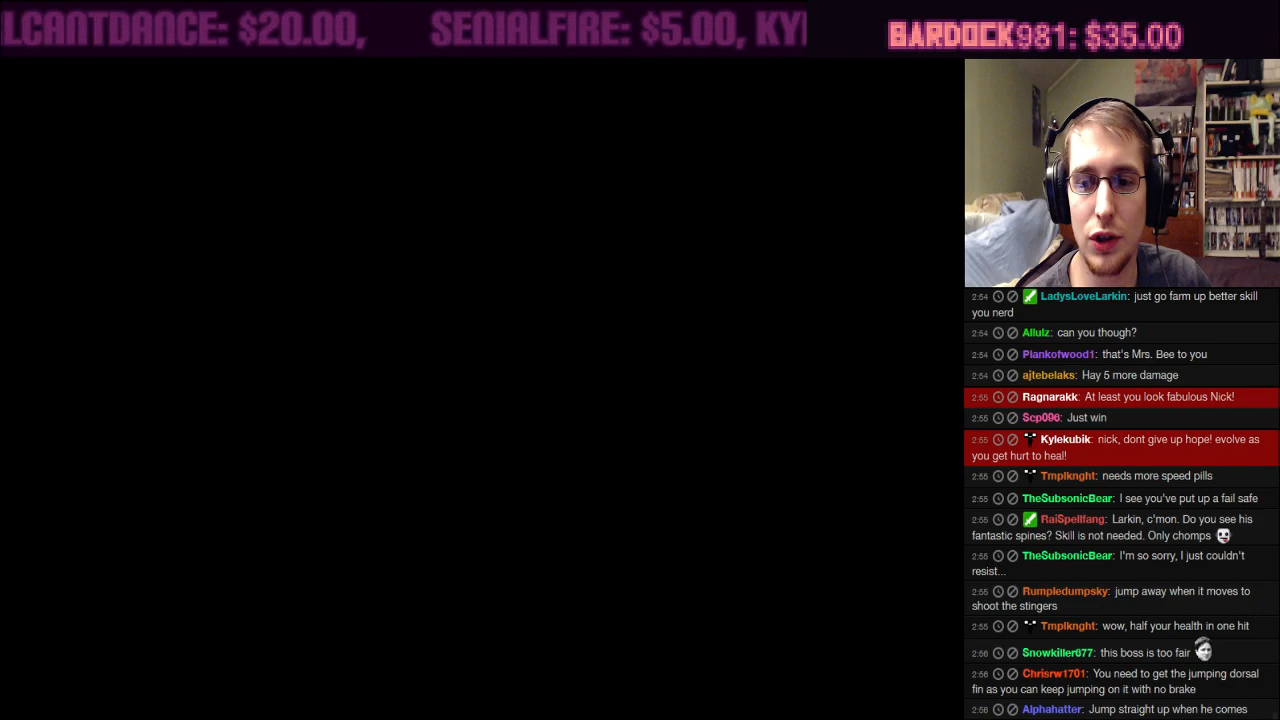 LCANTDANCE: $20.00, SENIALFIRE: $5.00, KY
BARDOCK981: $35.00
2:54 LadysLoveLarkin: just go farm up better skill
you nerd
2:54 Allulz: can you though?
2:54 Plankofwood1: that's Mrs. Bee to you
2:54 ajtebelaks: Hay 5 more damage
2:55 Ragnarakk: At least you look fabulous Nick!
2:55 Scp096: Just win
2:55 Kylekubik: nick, dont give up hope! evolve as
you get hurt to heal!
2:55 Tmplknght: needs more speed pills
2:55 TheSubsonicBear: I see you've put up a fail safe
2:55 RaiSpellfang: Larkin, c'mon. Do you see his
fantastic spines? Skill is not needed. Only chomps
2:55 TheSubsonicBear: I'm so sorry, I just couldn't
resist...
2:55 Rumpledumpsky: jump away when it moves to
shoot the stingers
2:55 Tmplknght: wow, half your health in one hit
2:56 Snowkiller677: this boss is too fair
2:56 Chrisrw1701: You need to get the jumping dorsal
fin as you can keep jumping on it with no brake
2:56 Alphahatter: Jump straight up when he comes